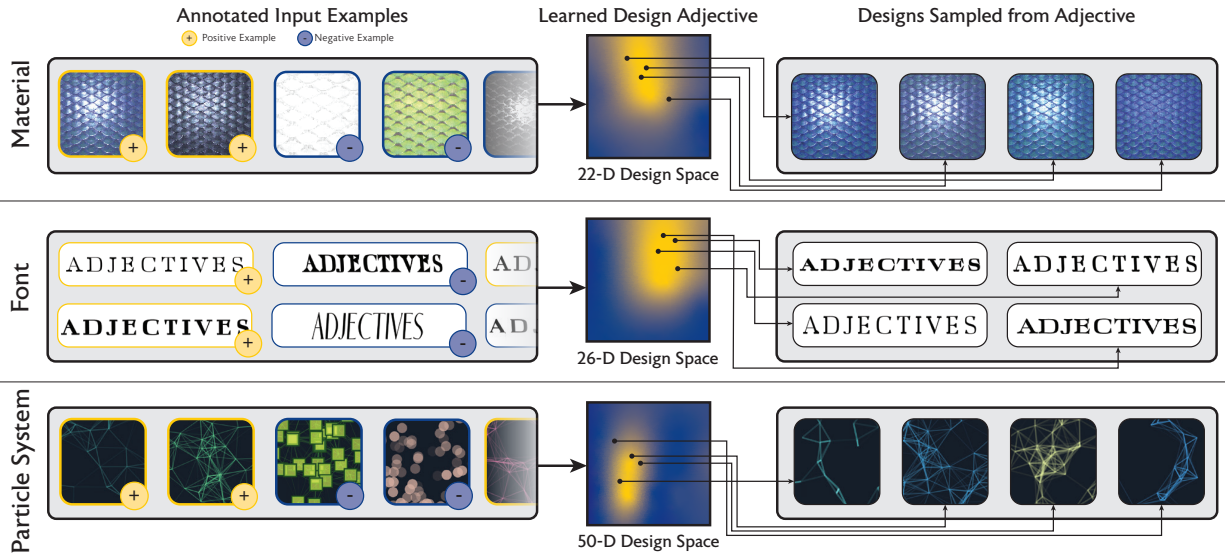 Annotated Input Examples
Learned Design Adjective
Designs Sampled from Adjective
+ Positive Example
- Negative Example
Material
+
+
-
-
22-D Design Space
Font
ADJECTIVES
+
ADJECTIVES
-
AD
ADJECTIVES
+
ADJECTIVES
-
AD
26-D Design Space
ADJECTIVES
ADJECTIVES
ADJECTIVES
ADJECTIVES
Particle System
+
+
-
-
50-D Design Space